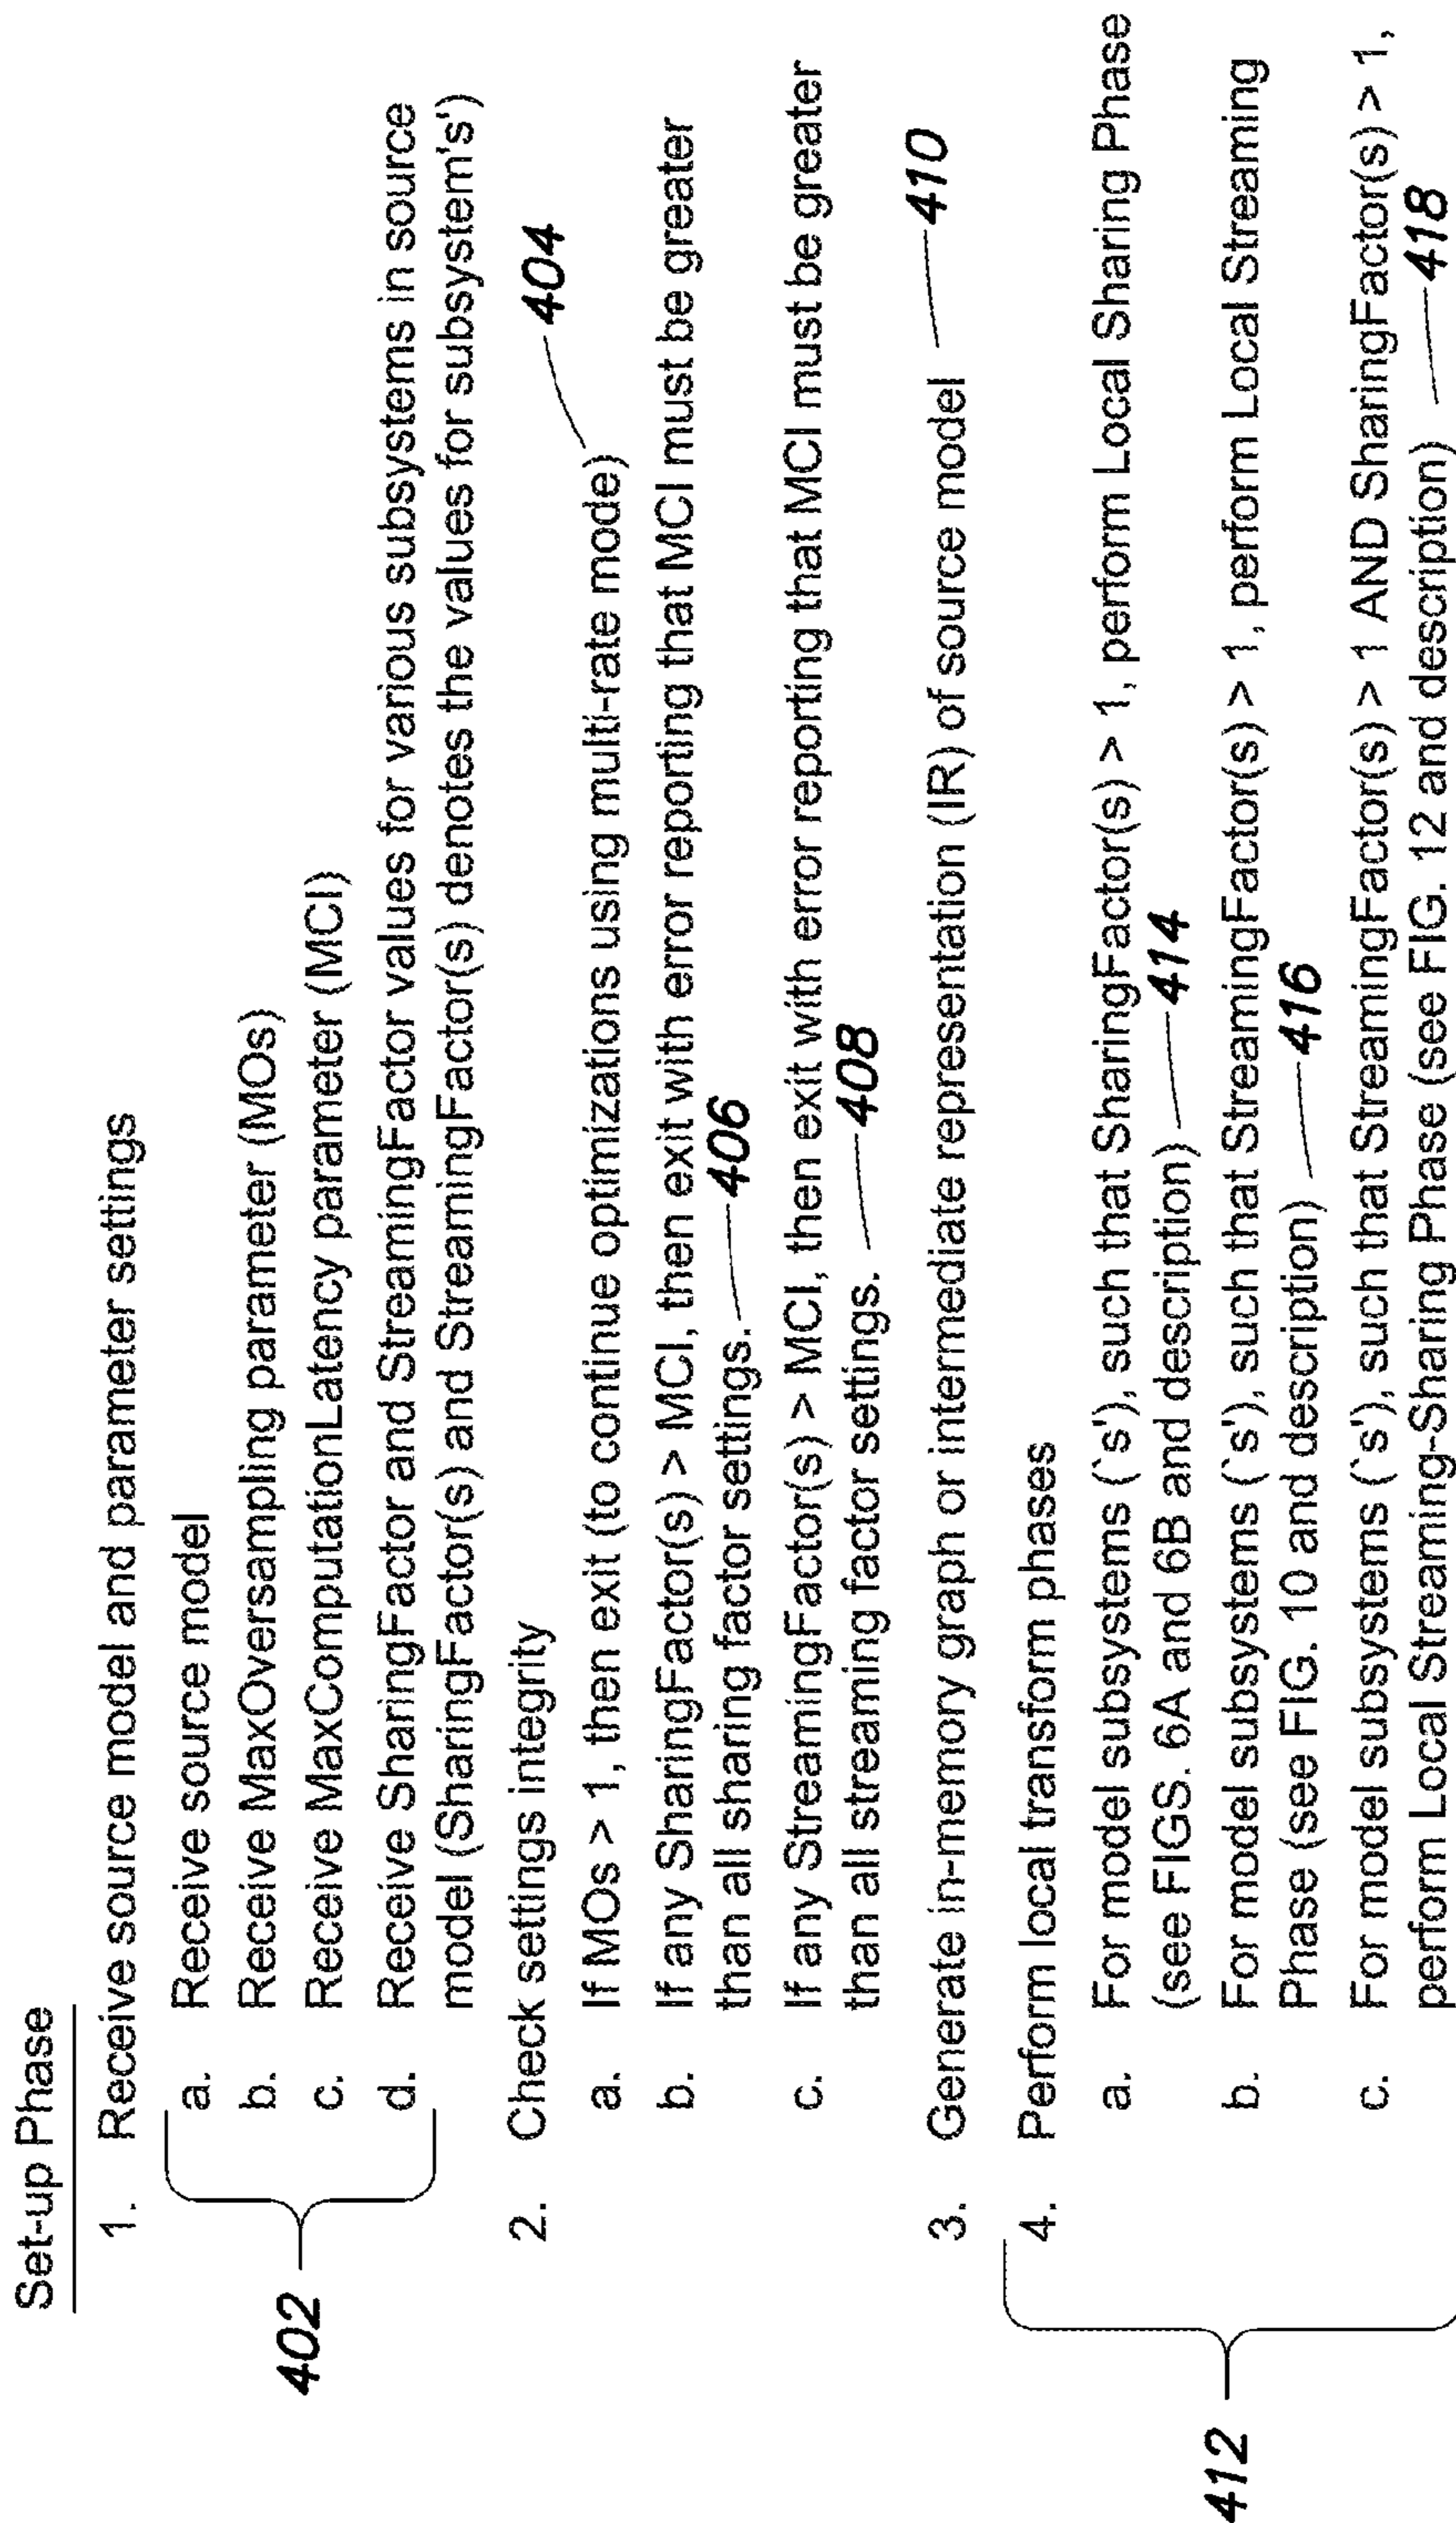 Set-up Phase
1. Receive source model and parameter settings
a. Receive source model
b. Receive MaxOversampling parameter (MOs)
c. Receive MaxComputationLatency parameter (MCI)
d. Receive SharingFactor and StreamingFactor values for various subsystems in source
model (SharingFactor(s) and StreamingFactor(s) denotes the values for subsystem's')
402
2. Check settings integrity
a. If MOs > 1, then exit (to continue optimizations using multi-rate mode) 404
b. If any SharingFactor(s) > MCI, then exit with error reporting that MCI must be greater
than all sharing factor settings. 406
c. If any StreamingFactor(s) > MCI, then exit with error reporting that MCI must be greater
than all streaming factor settings. 408
3. Generate in-memory graph or intermediate representation (IR) of source model 410
4. Perform local transform phases
a. For model subsystems (`s'), such that SharingFactor(s) > 1, perform Local Sharing Phase
(see FIGS. 6A and 6B and description) 414
b. For model subsystems (`s'), such that StreamingFactor(s) > 1, perform Local Streaming
Phase (see FIG. 10 and description) 416
c. For model subsystems (`s'), such that StreamingFactor(s) > 1 AND SharingFactor(s) > 1,
perform Local Streaming-Sharing Phase (see FIG. 12 and description) 418
412